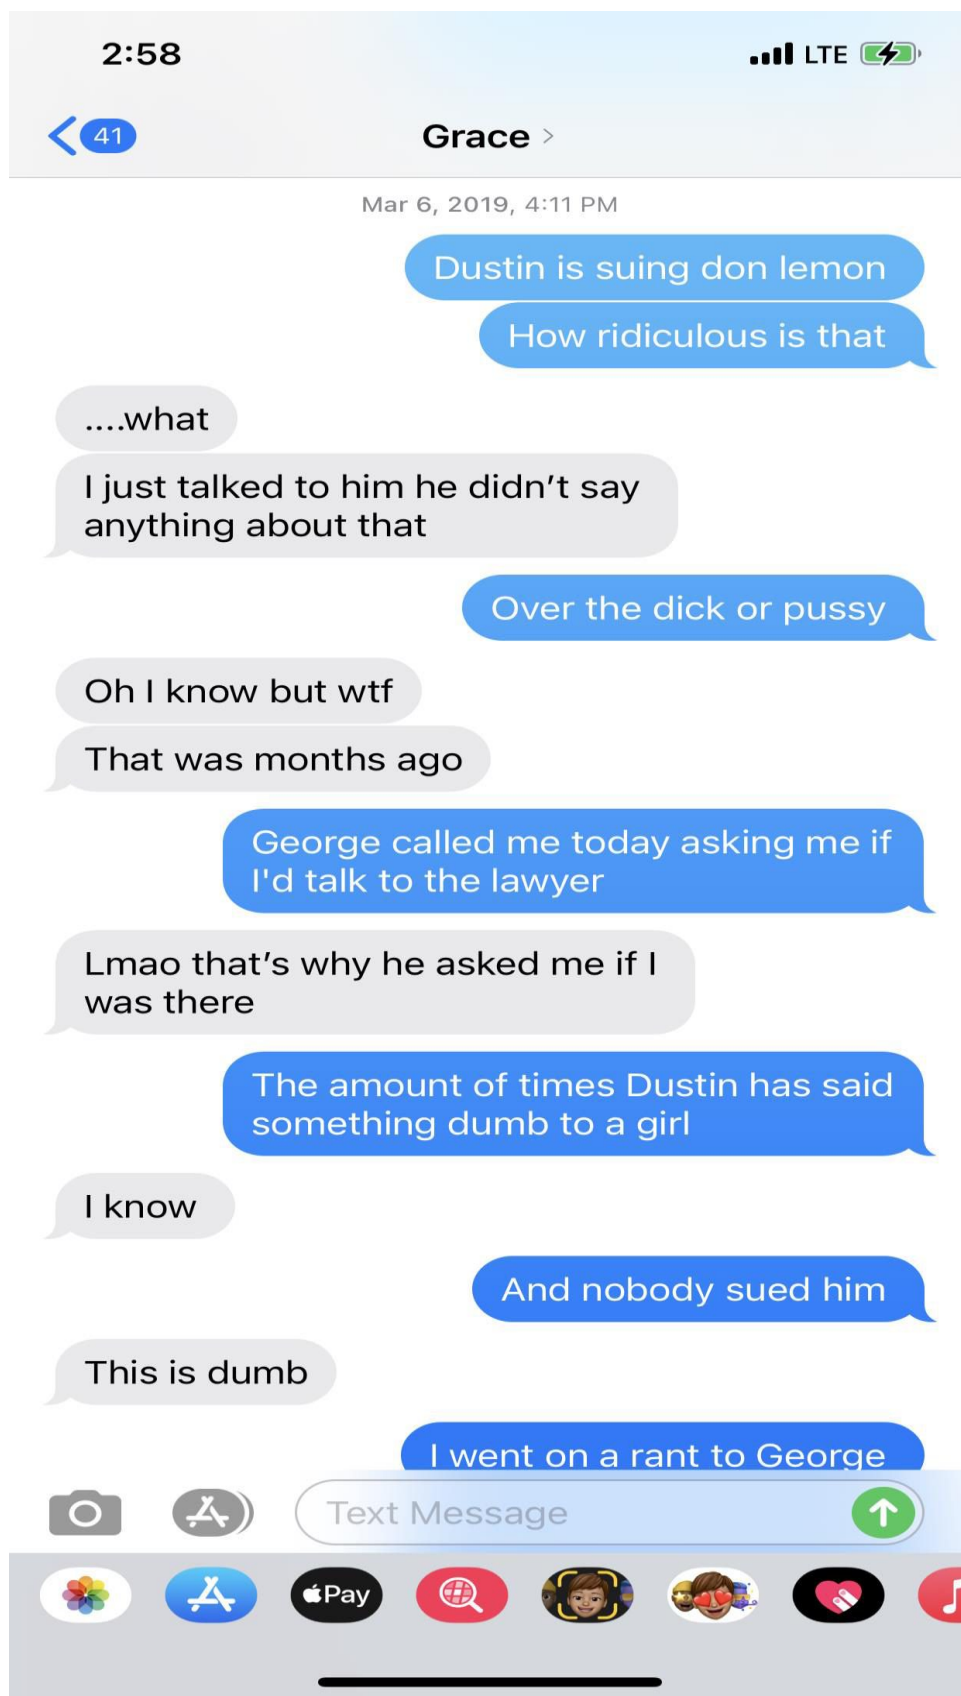 2:58
LTE
41
Grace
Mar 6, 2019, 4:11 PM
Dustin is suing don lemon
How ridiculous is that
....what
I just talked to him he didn’t say
anything about that
Over the dick or pussy
Oh I know but wtf
That was months ago
George called me today asking me if
I'd talk to the lawyer
Lmao that’s why he asked me if I
was there
The amount of times Dustin has said
something dumb to a girl
I know
And nobody sued him
This is dumb
I went on a rant to George
Text Message
Pay